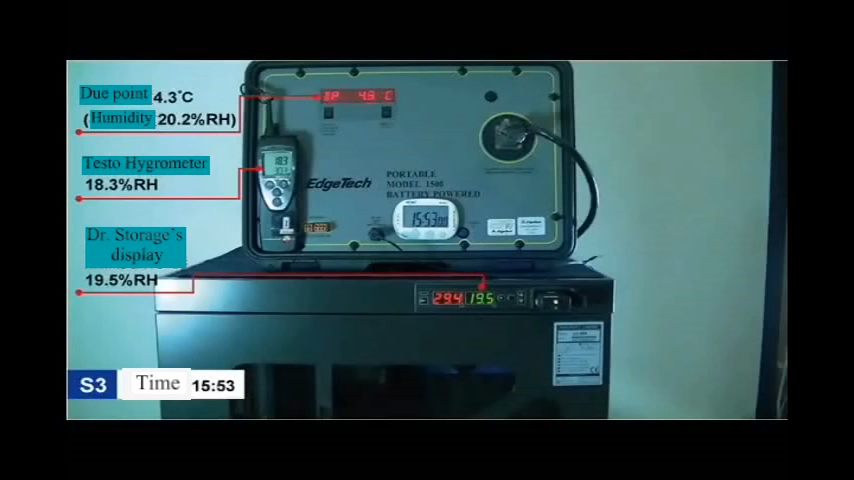 Due point 4.3°C
(Humidity 20.2%RH)
Testo Hygrometer
18.3%RH
Dr. Storage's
display
19.5%RH
S3 Time 15:53
DP 4.3 C
18.3
EdgeTech
PORTABLE
MODEL 1500
BATTERY POWERED
15:53
29.4 19.5